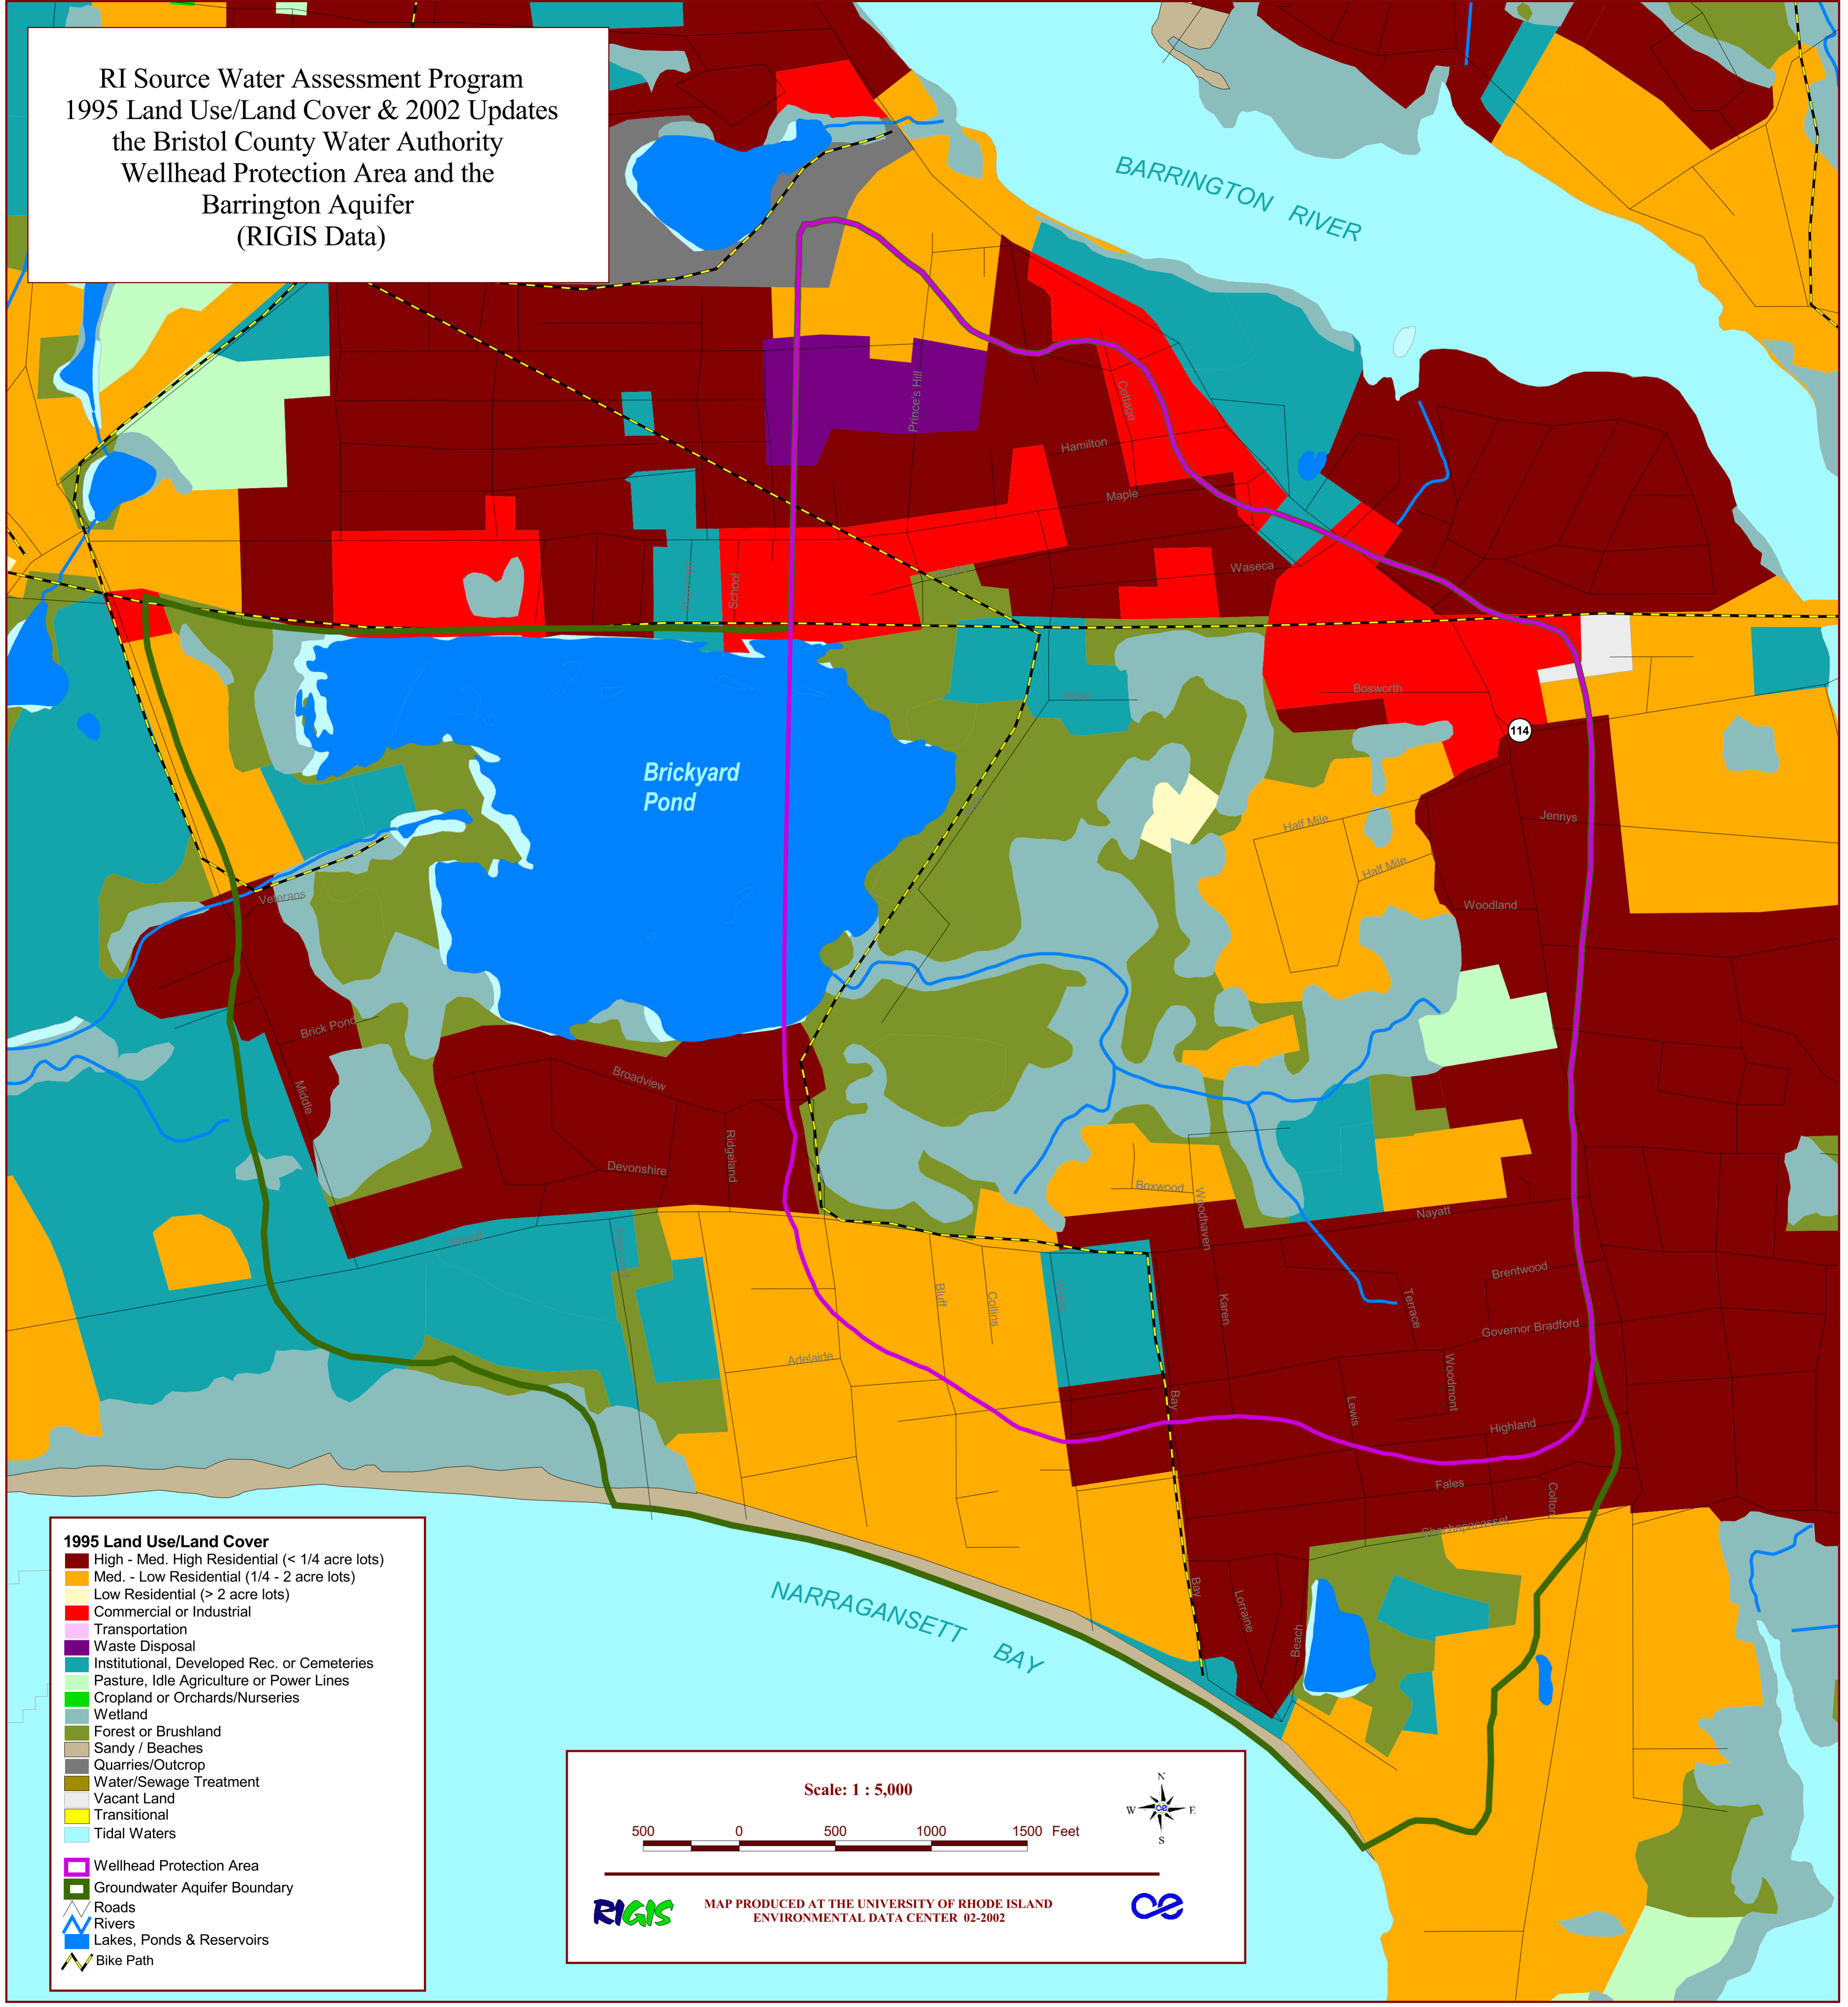 RI Source Water Assessment Program
1995 Land Use/Land Cover & 2002 Updates
the Bristol County Water Authority
Wellhead Protection Area and the
Barrington Aquifer
(RIGIS Data)
BARRINGTON RIVER
Prince's Hill
Cottage
Hamilton
Maple
Waseca
School
Bosworth
114
Brickyard
Pond
Half Mile
Half Mile
Jennys
Woodland
Veterans
Brick Pond
Middle
Broadview
Ridgeland
Devonshire
Boxwood
Woodhaven
Nayatt
Nayatt
Brentwood
Karen
Terrace
Governor Bradford
Bluff
Collins
Adelaide
Woodmont
Bay
Lewis
Highland
Fales
Colton
Chachapacassett
Bay
Lorraine
Beach
NARRAGANSETT BAY
1995 Land Use/Land Cover
High - Med. High Residential (< 1/4 acre lots)
Med. - Low Residential (1/4 - 2 acre lots)
Low Residential (> 2 acre lots)
Commercial or Industrial
Transportation
Waste Disposal
Institutional, Developed Rec. or Cemeteries
Pasture, Idle Agriculture or Power Lines
Cropland or Orchards/Nurseries
Wetland
Forest or Brushland
Sandy / Beaches
Quarries/Outcrop
Water/Sewage Treatment
Vacant Land
Transitional
Tidal Waters
Wellhead Protection Area
Groundwater Aquifer Boundary
Roads
Rivers
Lakes, Ponds & Reservoirs
Bike Path
Scale: 1 : 5,000
500 0 500 1000 1500 Feet
N
W E
S
RIGIS
MAP PRODUCED AT THE UNIVERSITY OF RHODE ISLAND
ENVIRONMENTAL DATA CENTER 02-2002